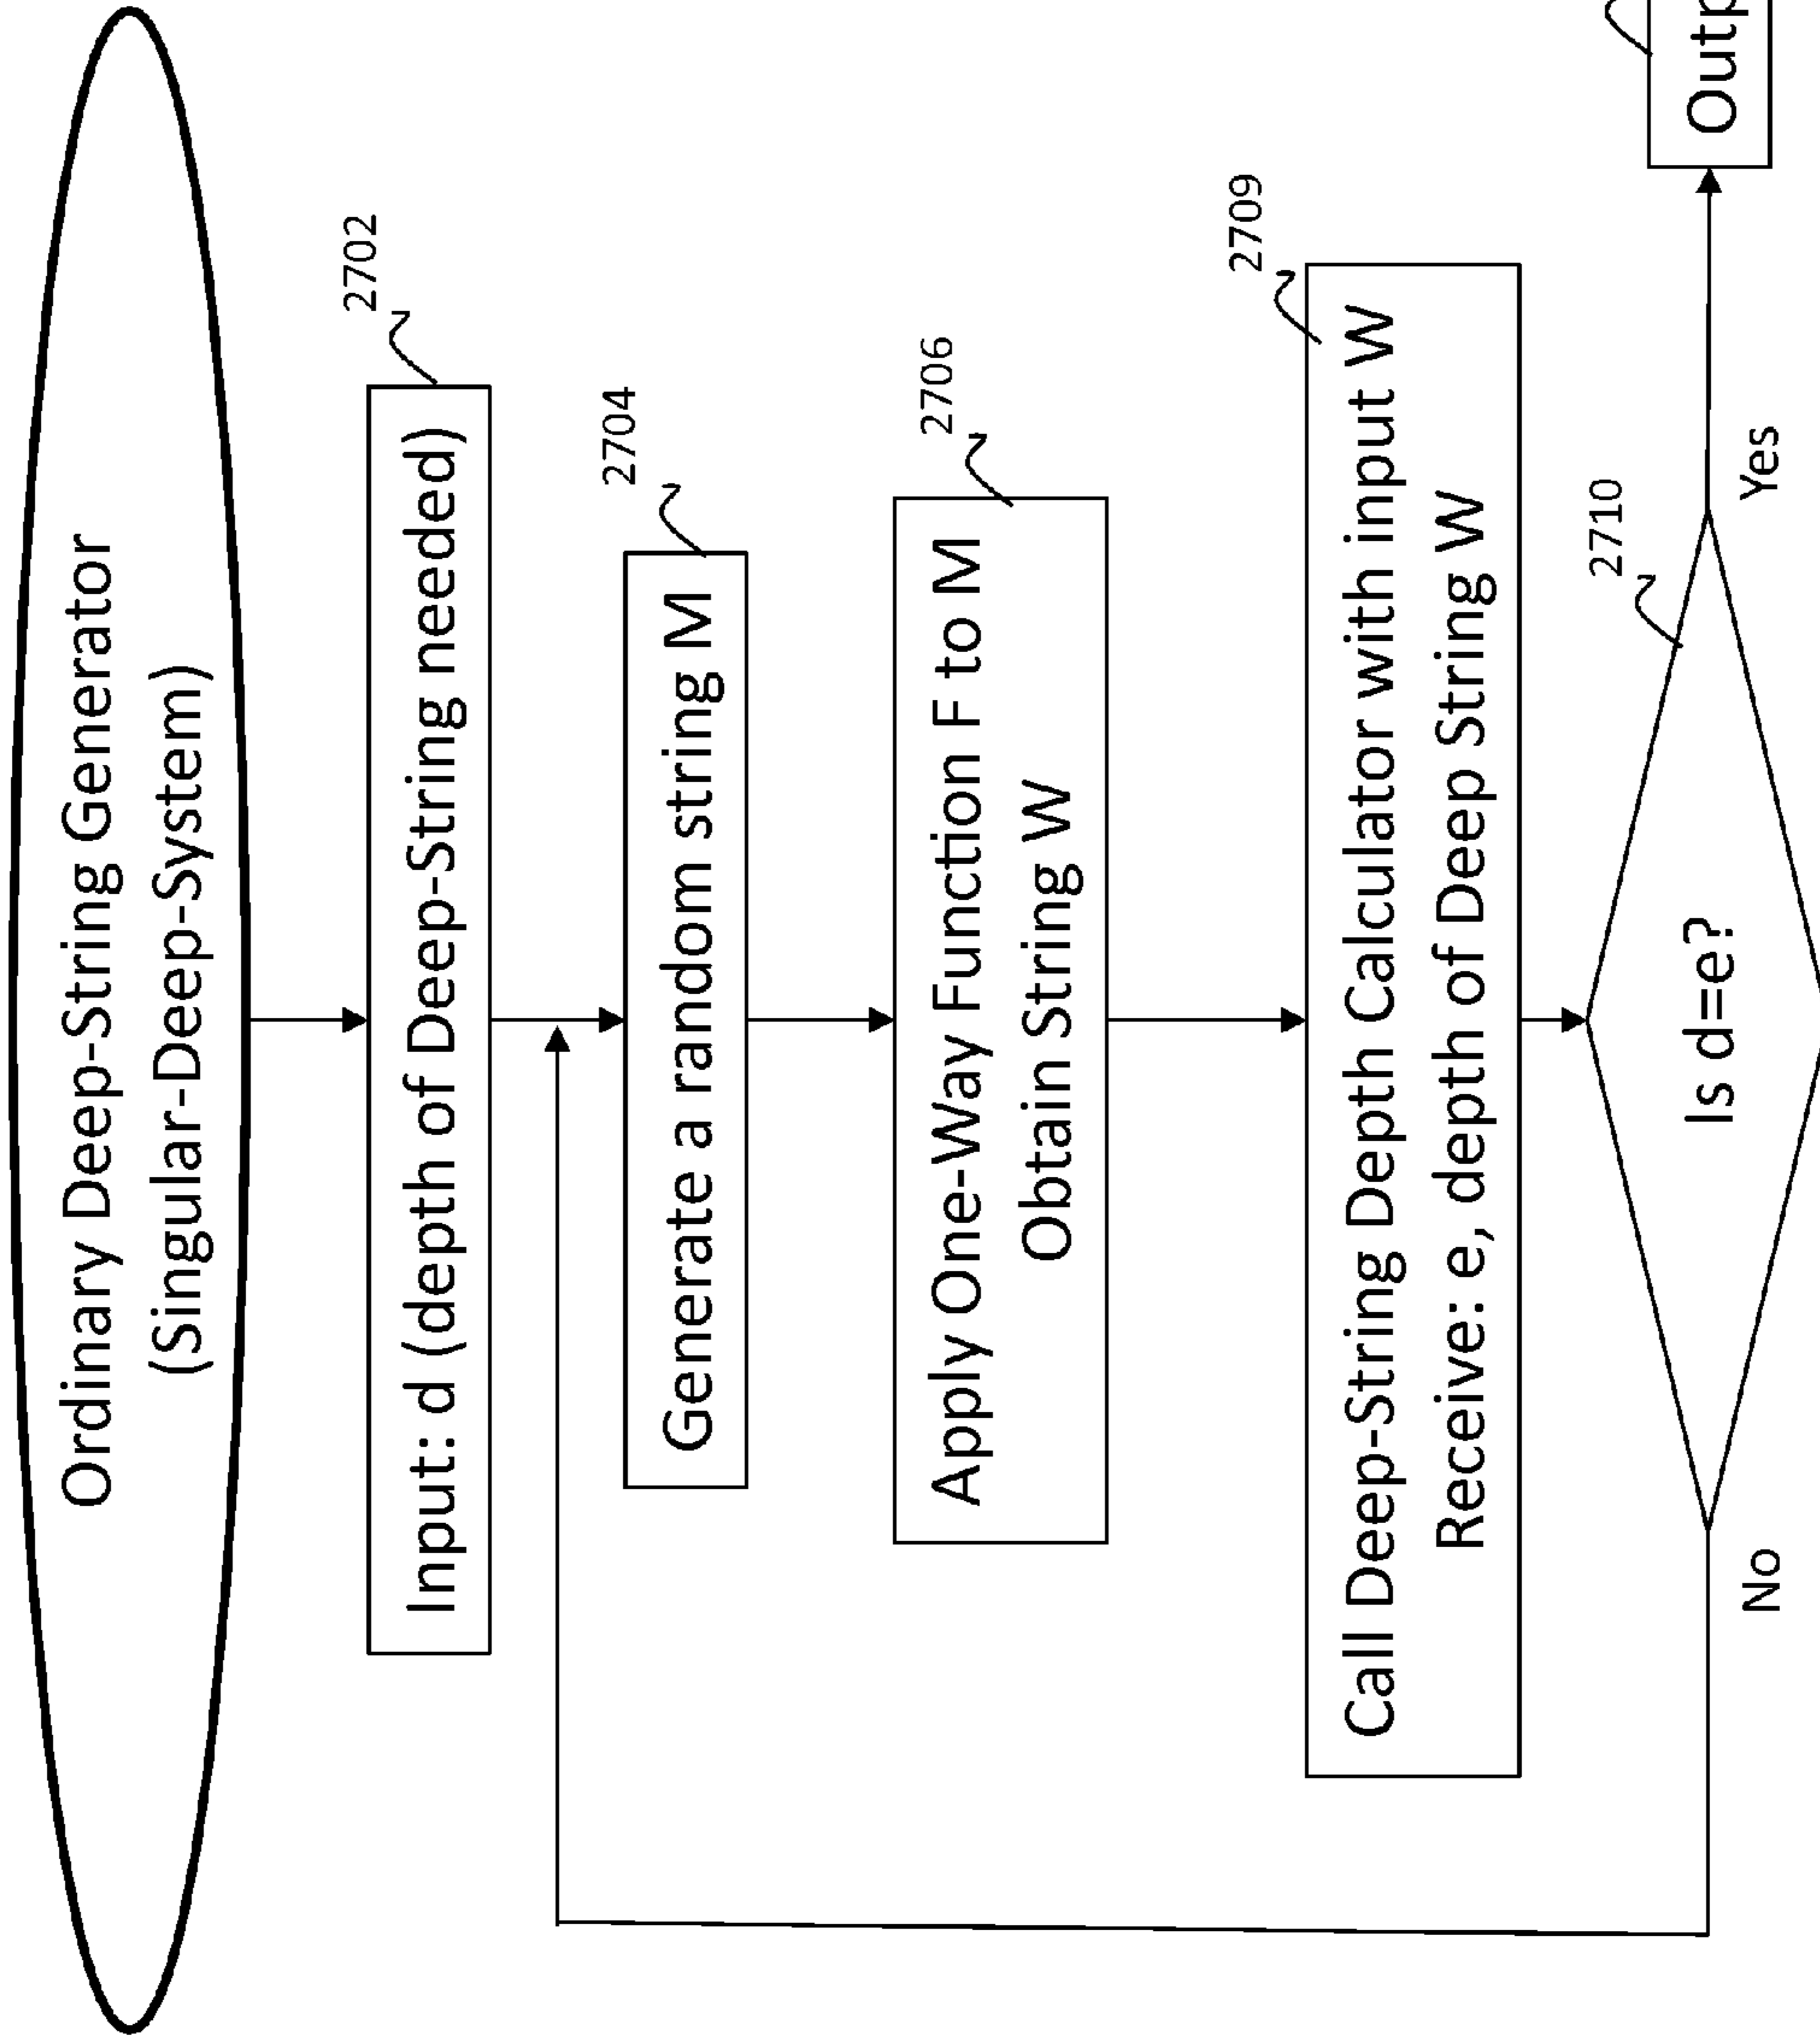 Ordinary Deep-String Generator
(Singular-Deep-System)
2702
Input: d (depth of Deep-String needed)
2704
Generate a random string M
2706
Apply One-Way Function F to M
Obtain String W
2709
Call Deep-String Depth Calculator with input W
Receive: e, depth of Deep String W
2710
Is d=e?
No
Yes